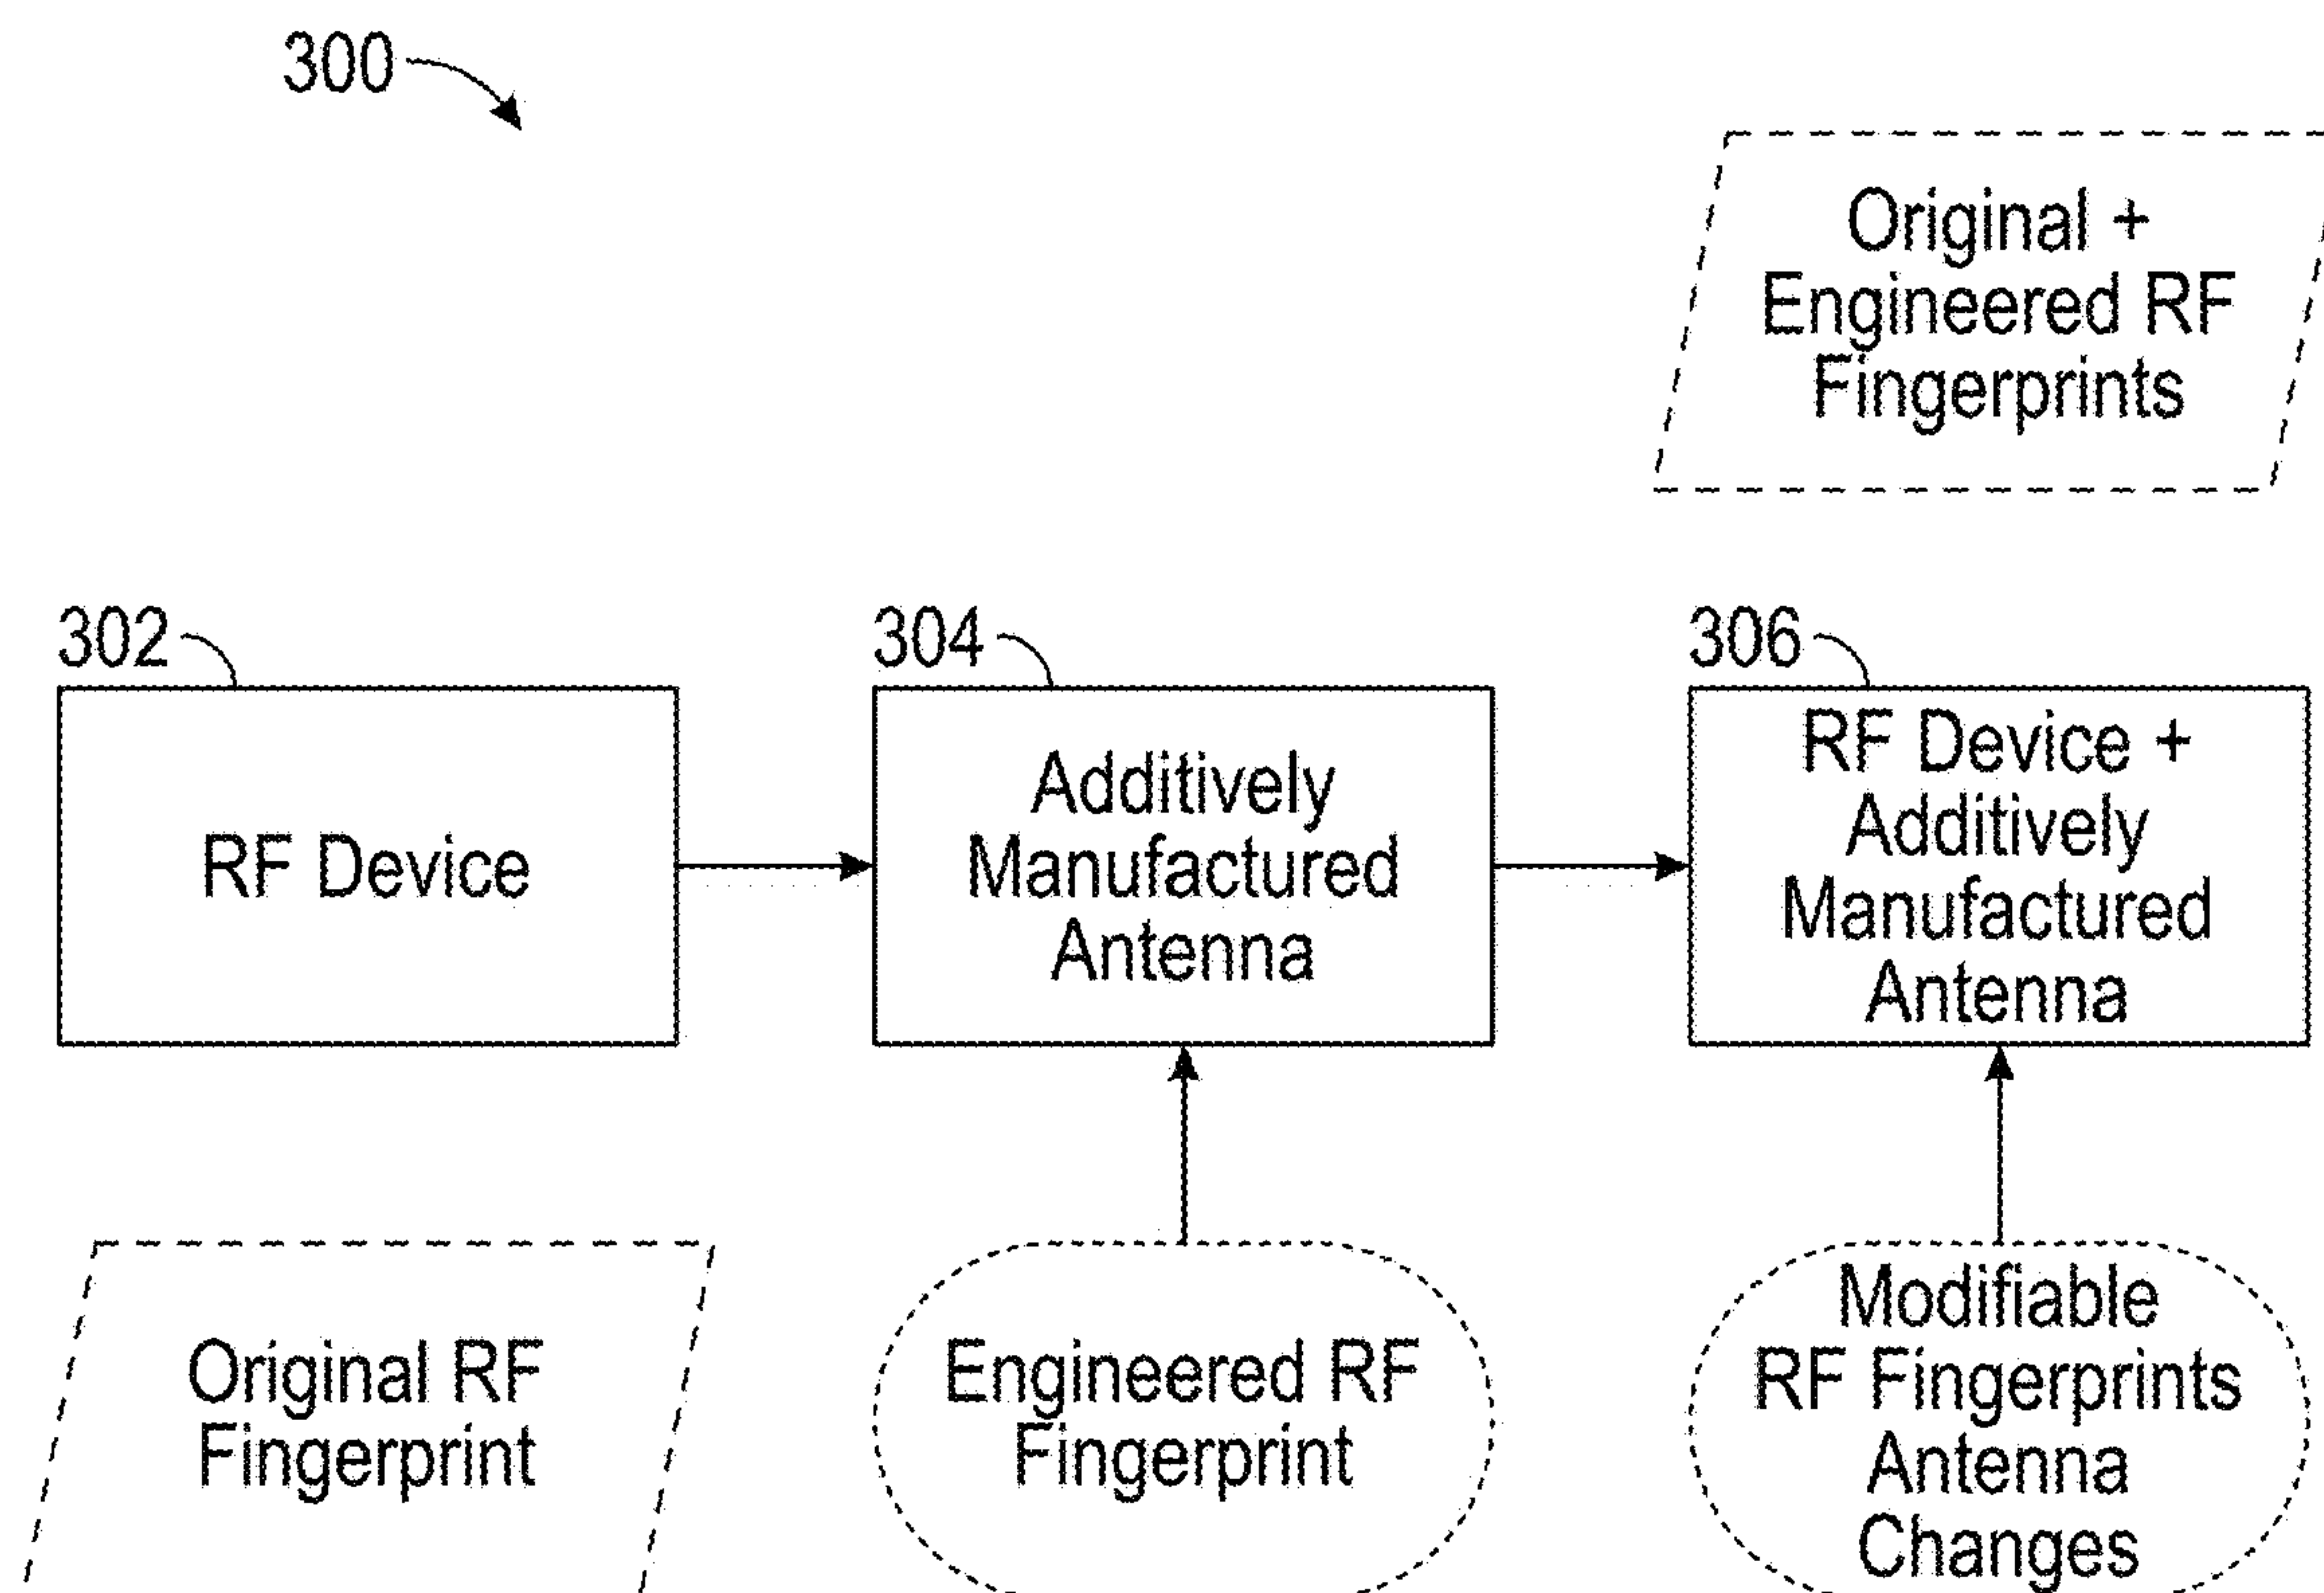 300
Original +
Engineered RF
Fingerprints
302
304
306
RF Device
Additively
Manufactured
Antenna
RF Device +
Additively
Manufactured
Antenna
Original RF
Fingerprint
Engineered RF
Fingerprint
Modifiable
RF Fingerprints
Antenna
Changes